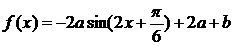 f(x) = −2a sin(2x + π/6) + 2a + b